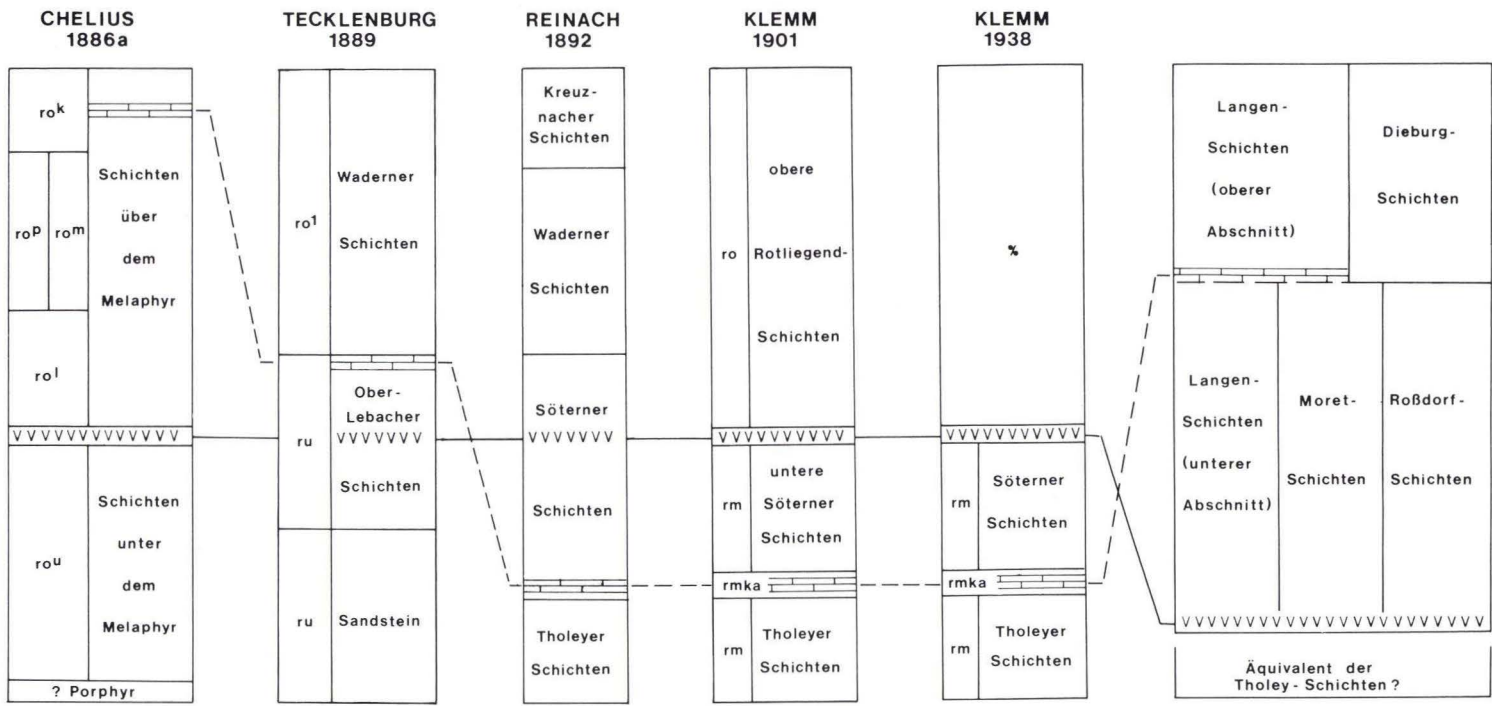 CHELIUS
1886a
ro^k
ro^p
ro^m
ro^l
ro^u
Schichten
über
dem
Melaphyr
V V V V V V V V V V V V
Schichten
unter
dem
Melaphyr
? Porphyr
TECKLENBURG
1889
ro^1
Waderner
Schichten
ru
Ober-
Lebacher
V V V V V V V
Schichten
ru
Sandstein
REINACH
1892
Kreuz-
nacher
Schichten
Waderner
Schichten
Söterner
V V V V V V V
Schichten
Tholeyer
Schichten
KLEMM
1901
ro
obere
Rotliegend-
Schichten
V V V V V V V V V V
rm
untere
Söterner
Schichten
rmka
rm
Tholeyer
Schichten
KLEMM
1938
%
V V V V V V V V V V V
rm
Söterner
Schichten
rmka
rm
Tholeyer
Schichten
Langen-
Schichten
(oberer
Abschnitt)
Dieburg-
Schichten
Langen-
Schichten
(unterer
Abschnitt)
Moret-
Schichten
Roßdorf-
Schichten
V V V V V V V V V V V V V V V V V V V
Äquivalent der
Tholey-Schichten?